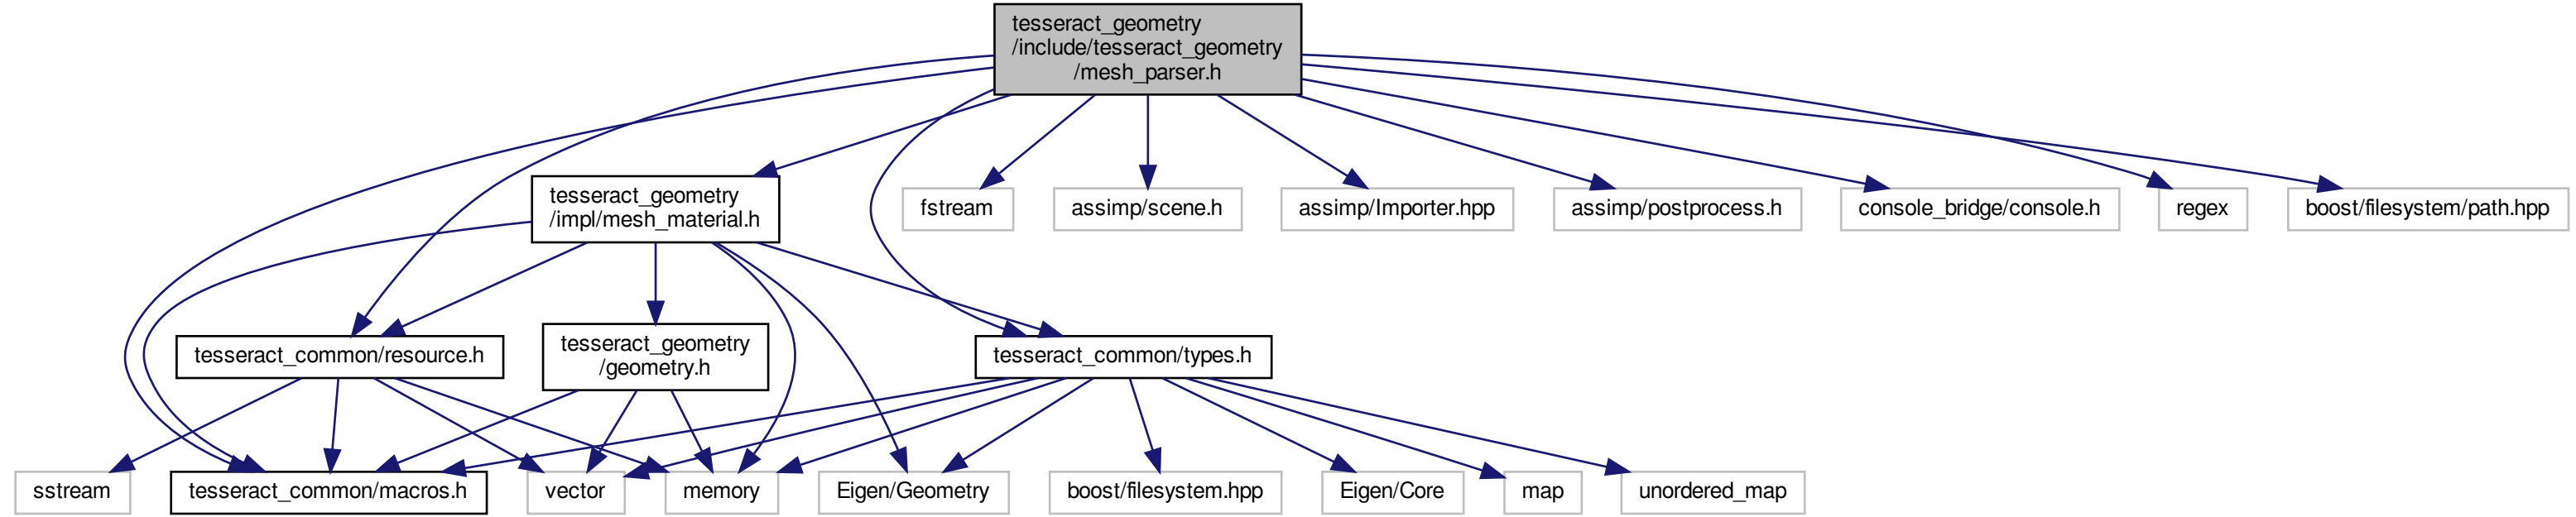 tesseract_geometry
/include/tesseract_geometry
/mesh_parser.h
tesseract_geometry
/impl/mesh_material.h
fstream
assimp/scene.h
assimp/Importer.hpp
assimp/postprocess.h
console_bridge/console.h
regex
boost/filesystem/path.hpp
tesseract_common/resource.h
tesseract_geometry
/geometry.h
tesseract_common/types.h
sstream
tesseract_common/macros.h
vector
memory
Eigen/Geometry
boost/filesystem.hpp
Eigen/Core
map
unordered_map